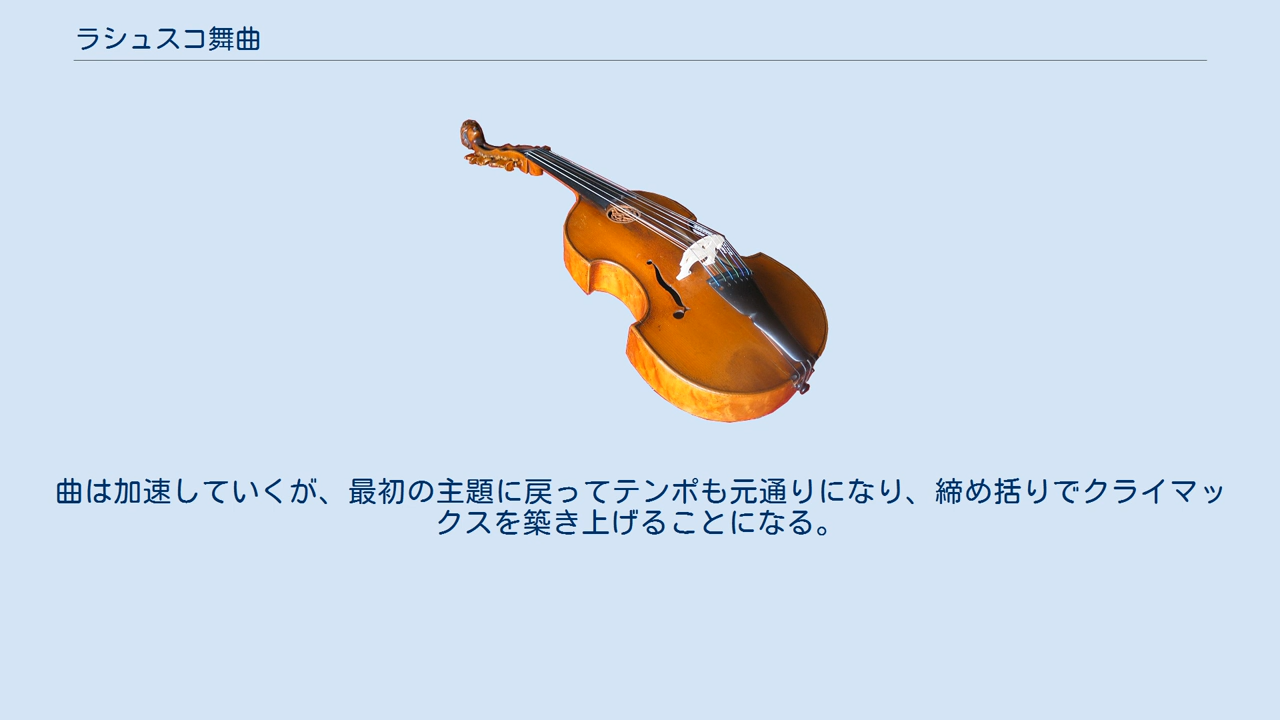 ラシュスコ舞曲
曲は加速していくが、最初の主題に戻ってテンポも元通りになり、締め括りでクライマッ
クスを築き上げることになる。